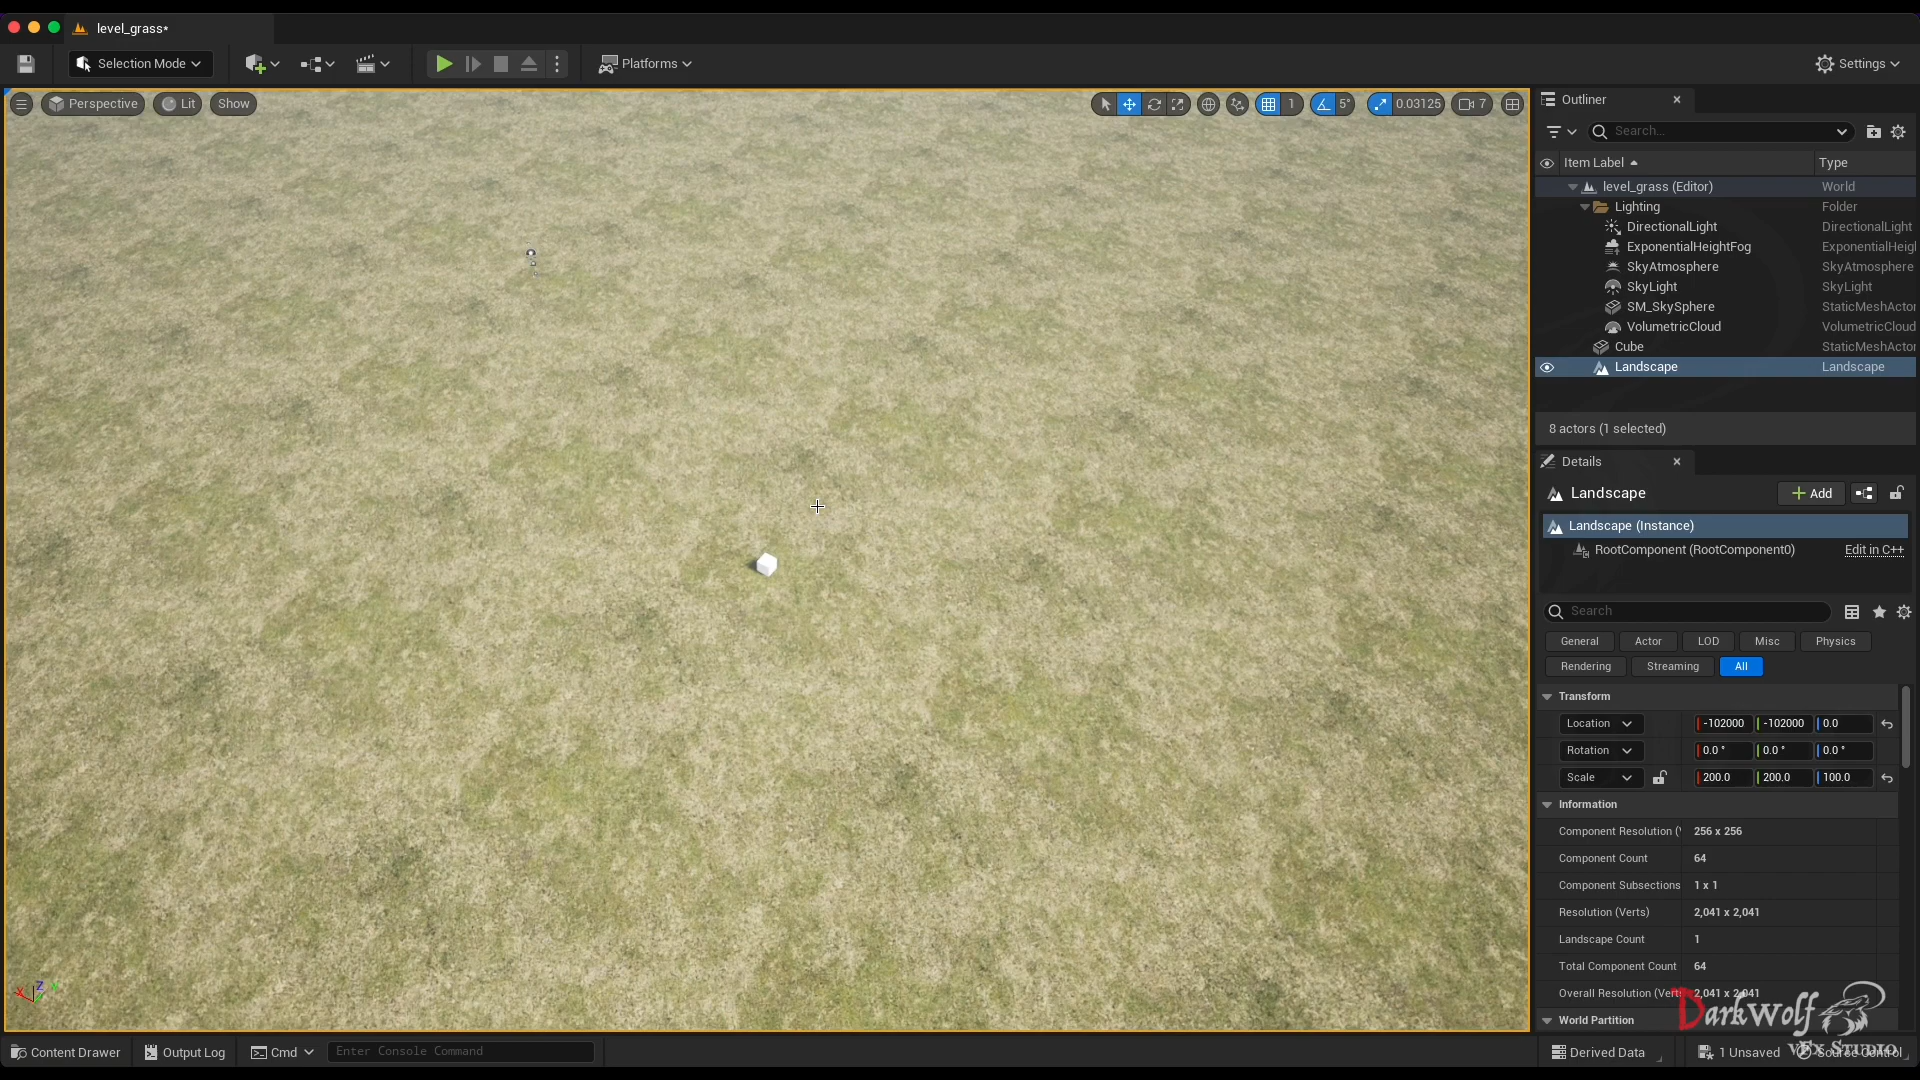 level_grass*
Selection Mode
Platforms
Settings
Perspective
Lit
Show
1
5°
0.03125
7
Outliner
Search...
Item Label
Type
level_grass (Editor)
World
Lighting
Folder
DirectionalLight
DirectionalLight
ExponentialHeightFog
ExponentialHeigl
SkyAtmosphere
SkyAtmosphere
SkyLight
SkyLight
SM_SkySphere
StaticMeshActor
VolumetricCloud
VolumetricCloud
Cube
StaticMeshActor
Landscape
Landscape
8 actors (1 selected)
Details
Landscape
+ Add
Landscape (Instance)
RootComponent (RootComponent0)
Edit in C++
Search
General
Actor
LOD
Misc
Physics
Rendering
Streaming
All
Transform
Location
-102000
-102000
0.0
Rotation
0.0 °
0.0 °
0.0 °
Scale
200.0
200.0
100.0
Information
Component Resolution (
256 x 256
Component Count
64
Component Subsections
1 x 1
Resolution (Verts)
2,041 x 2,041
Landscape Count
1
Total Component Count
64
Overall Resolution (Vert
2,041 x 2,041
World Partition
X
Z
Y
DarkWolf
VFX Studio
Content Drawer
Output Log
Cmd
Enter Console Command
Derived Data
1 Unsaved
Source Control